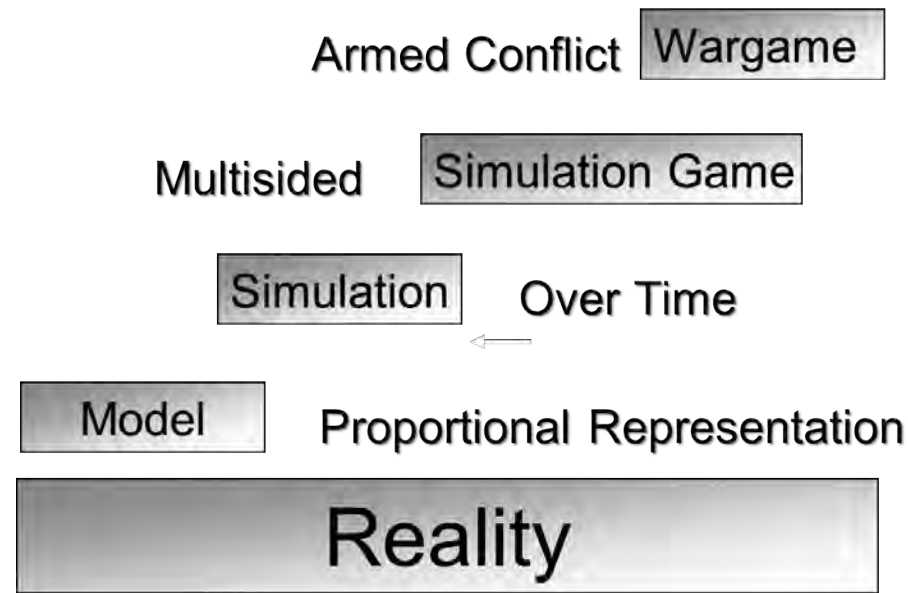 Armed Conflict Wargame
Multisided Simulation Game
Simulation Over Time
Model Proportional Representation
Reality